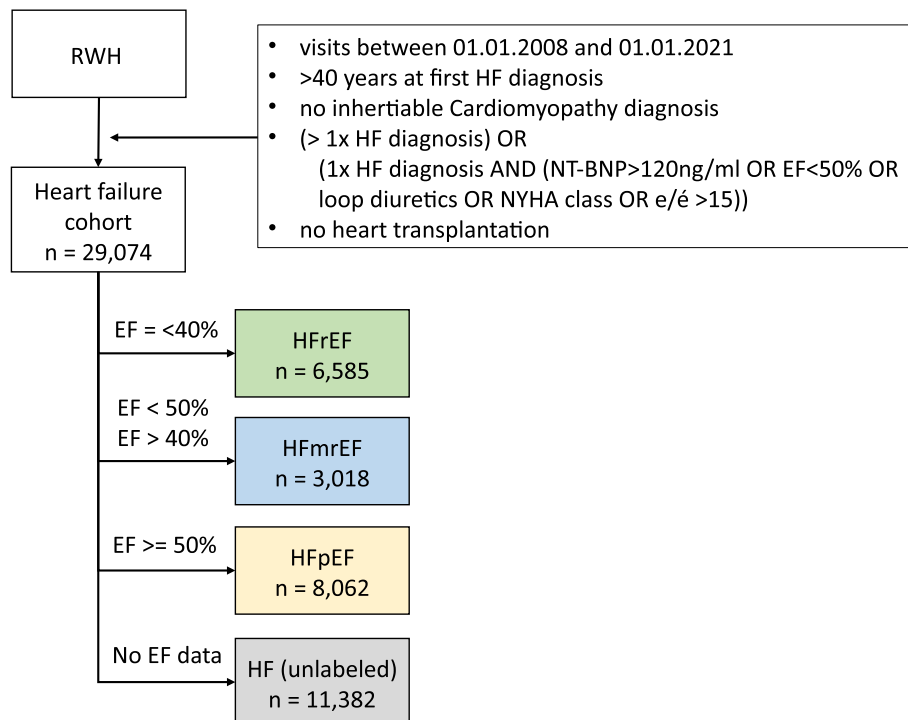 RWH
• visits between 01.01.2008 and 01.01.2021
• >40 years at first HF diagnosis
• no inhertiable Cardiomyopathy diagnosis
• (> 1x HF diagnosis) OR
(1x HF diagnosis AND (NT-BNP>120ng/ml OR EF<50% OR
loop diuretics OR NYHA class OR e/é >15))
• no heart transplantation
Heart failure
cohort
n = 29,074
EF = <40%
HFrEF
n = 6,585
EF < 50%
EF > 40%
HFmrEF
n = 3,018
EF >= 50%
HFpEF
n = 8,062
No EF data
HF (unlabeled)
n = 11,382